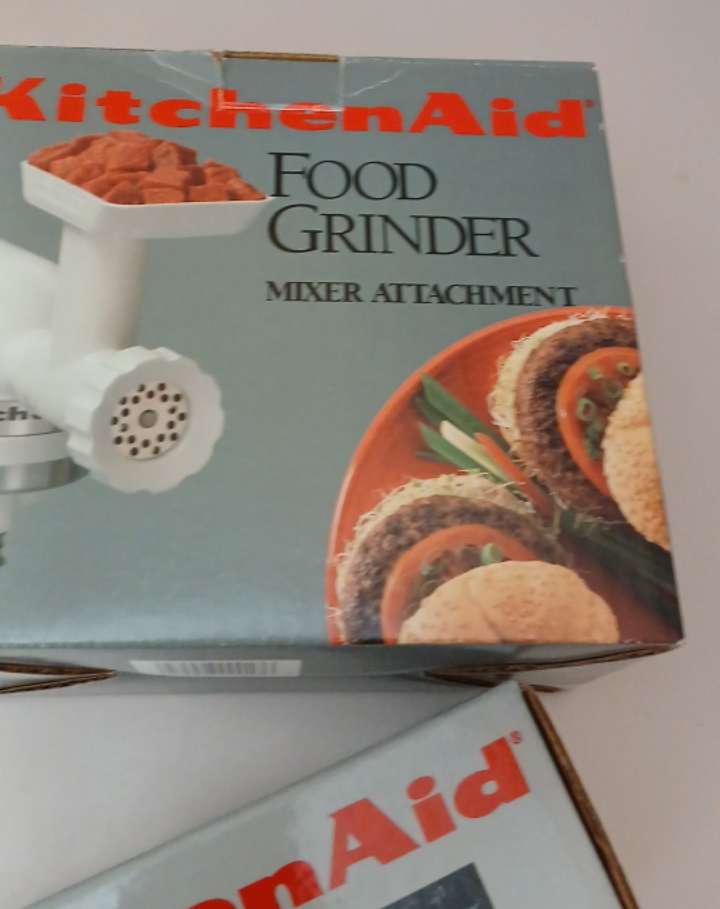 KitchenAid
FOOD
GRINDER
MIXER ATTACHMENT
enAid®